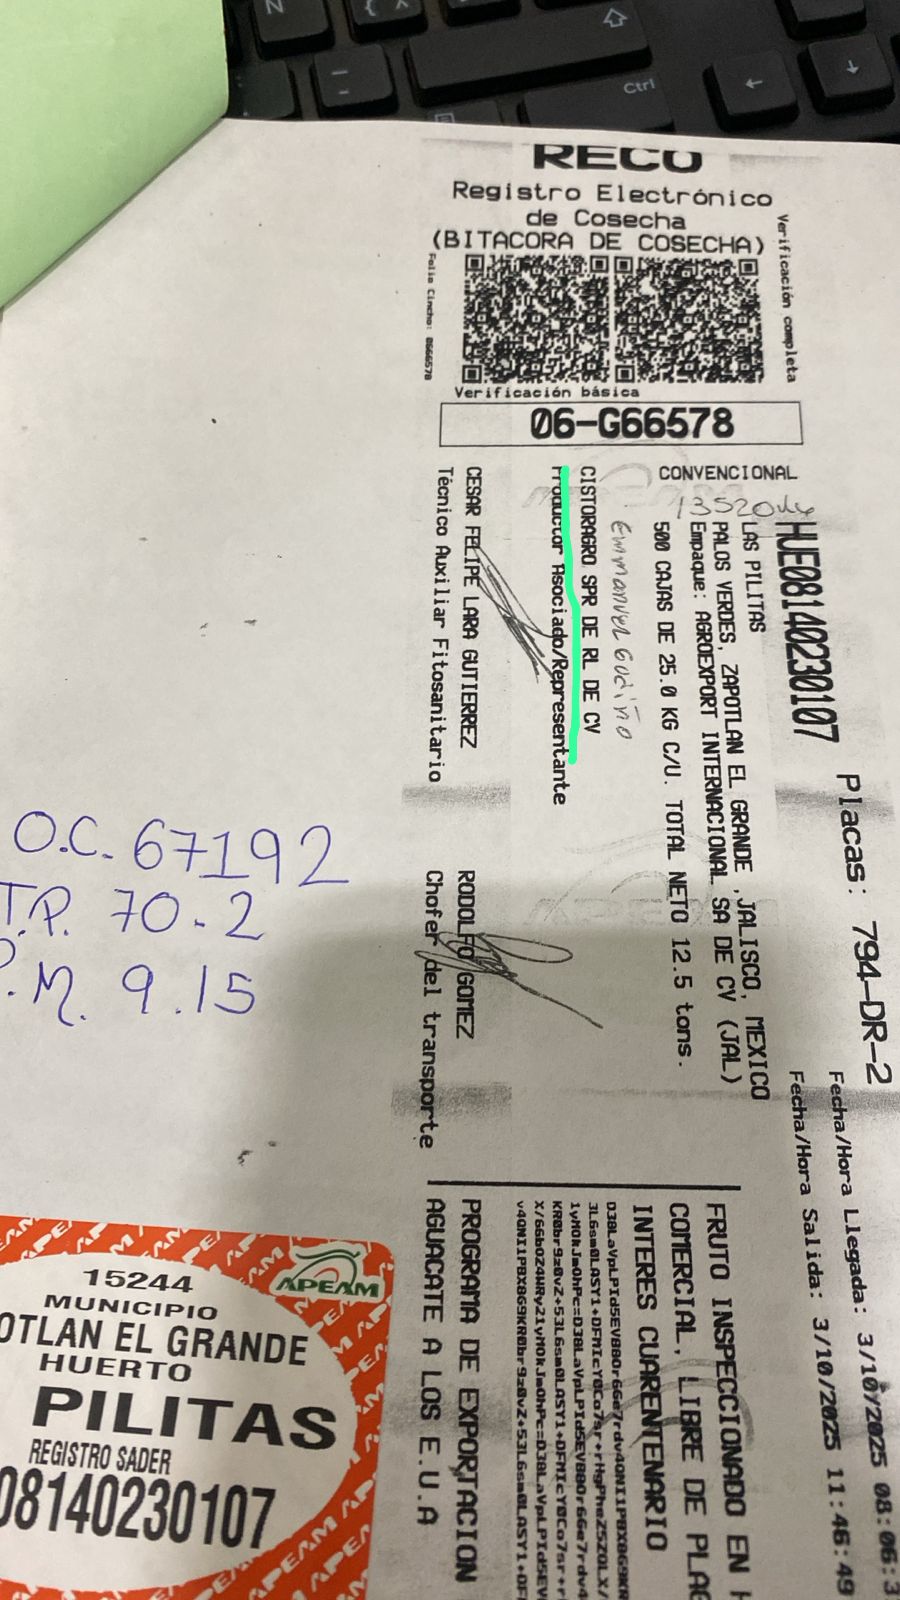 RECO
Registro Electrónico
de Cosecha
(BITACORA DE COSECHA)
Verificación completa
Folio Cincho: 0666578
Verificación básica
06-G66578
CONVENCIONAL
HUE08140230107 Placas: 794-DR-2
Fecha/Hora Llegada: 3/10/2025 08:06:3
Fecha/Hora Salida: 3/10/2025 11:46:49
LAS PILITAS
PALOS VERDES, ZAPOTLAN EL GRANDE , JALISCO, MEXICO
Empaque: AGROEXPORT INTERNACIONAL SA DE CV (JAL)
500 CAJAS DE 25.0 KG C/U. TOTAL NETO 12.5 tons.
Emmanuel Gudiño
CISTORAGRO SPR DE RL DE CV
Productor Asociado/Representante
CESAR FELIPE LARA GUTIERREZ
Técnico Auxiliar Fitosanitario
RODOLFO GOMEZ
Chofer del transporte
FRUTO INSPECCIONADO EN H
COMERCIAL, LIBRE DE PLAG
INTERES CUARENTENARIO
PROGRAMA DE EXPORTACION
AGUACATE A LOS E.U.A
O.C. 67192
T.P. 70.2
.M. 9.15
APEAM
15244
MUNICIPIO
OTLAN EL GRANDE
HUERTO
PILITAS
REGISTRO SADER
08140230107
Ctrl